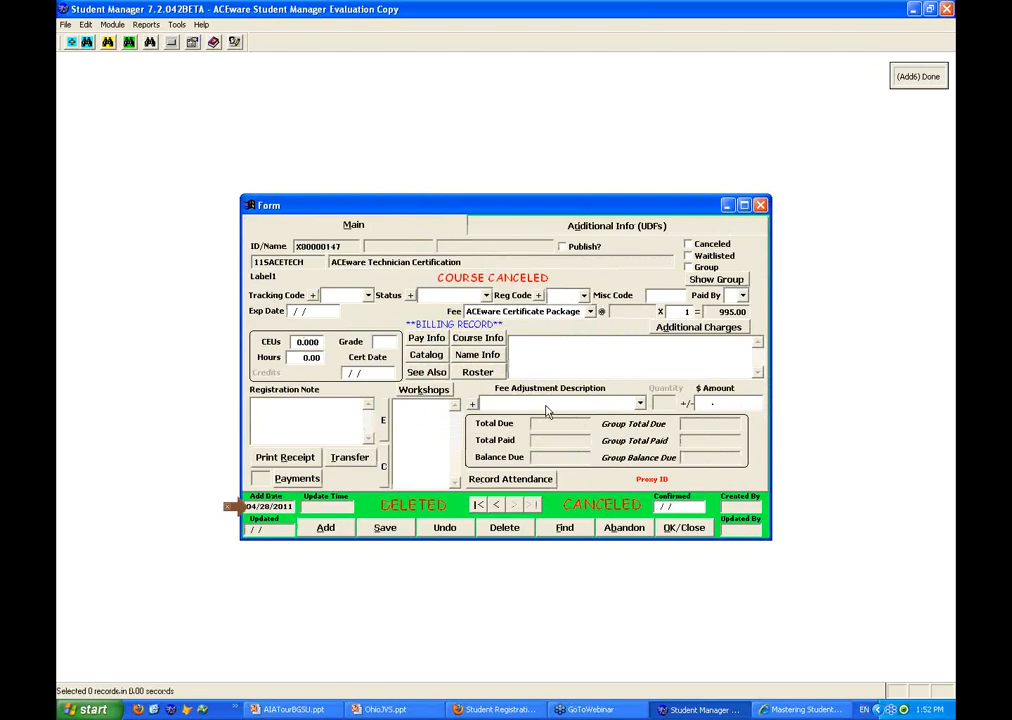 Student Manager 7.2.042BETA - ACEware Student Manager Evaluation Copy
File Edit Module Reports Tools Help
(Add6) Done
Form
Main Additional Info (UDFs)
ID/Name X00000147 Publish? Canceled
Waitlisted
11SACETECH ACEware Technician Certification Group
Label1 COURSE CANCELED Show Group
Tracking Code + Status + Reg Code + Misc Code Paid By
Exp Date / / Fee ACEware Certificate Package @ X 1 = 995.00
**BILLING RECORD** Additional Charges
CEUs 0.000 Grade Pay Info Course Info
Hours 0.00 Cert Date Catalog Name Info
Credits / / See Also Roster
Registration Note Workshops Fee Adjustment Description Quantity $ Amount
+ +/- .
E Total Due Group Total Due
Total Paid Group Total Paid
Print Receipt Transfer C Balance Due Group Balance Due
Payments Record Attendance Proxy ID
Add Date Update Time DELETED |< < > >| CANCELED Confirmed Created By
04/28/2011 / /
Updated Updated By
/ / Add Save Undo Delete Find Abandon OK/Close
Selected 0 records in 0.00 seconds
start AIATourBGSU.ppt OhioJVS.ppt Student Registrati... GoToWebinar Student Manager ... Mastering Student... EN 1:52 PM